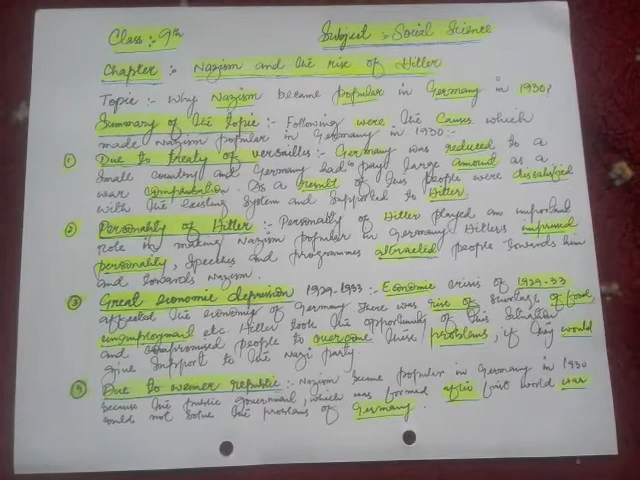 Class :- 9th Subject :- Social Science
Chapter :- Nazism and the rise of Hitler
Topic :- Why Nazism became popular in Germany in 1930?
Summary of the topic :- Following were the causes which
made nazism popular in Germany in 1930 :-
1 Due to treaty of versailles :- Germany was reduced to a
small country and Germany had to pay large amount as a
war compensation. As a result of this people were dissatisfied
with the existing system and supported to Hitler.
2 Personality of Hitler :- Personality of Hitler played an important
role in making Nazism popular in Germany Hitler's
personality, speeches and programmes attracted people towards him
and towards nazism.
3 Great economic depression 1929-1933 :- Economic crisis of 1929-33
affected the economy of Germany there was rise of shortage of food,
unemployment etc. Hitler took the opportunity of this situation
and people to overcome these problems, if they would
give support to the Nazi party.
4 Due to weimer republic :- Nazism became popular in Germany in 1930
because the public government, which was formed after first world war
could not solve the problems of Germany.